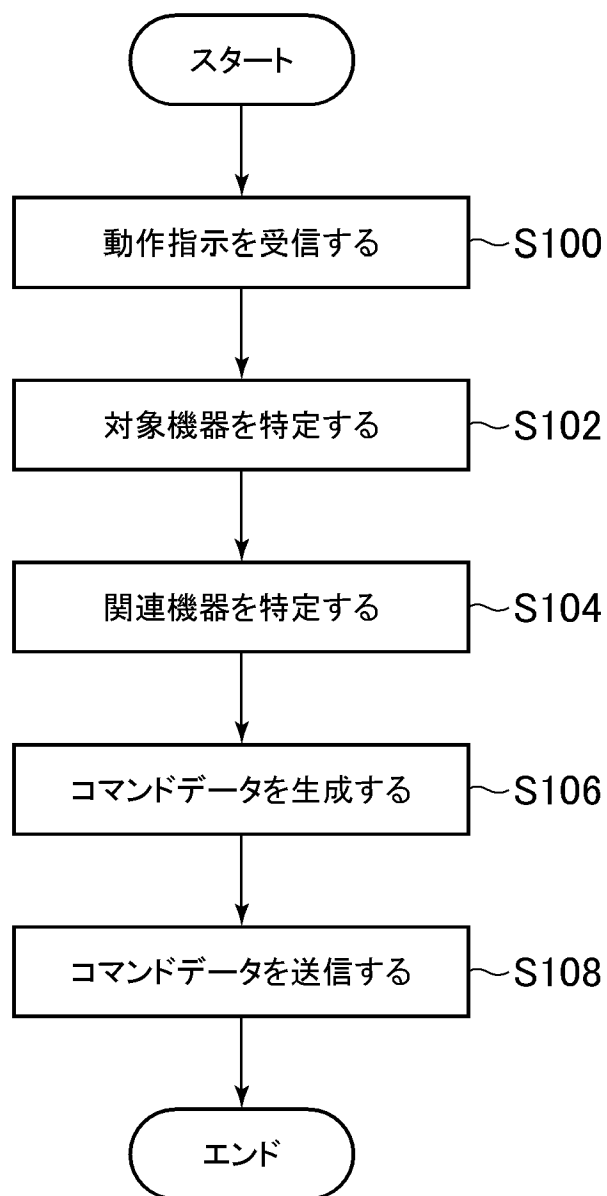 スタート
動作指示を受信する S100
対象機器を特定する S102
関連機器を特定する S104
コマンドデータを生成する S106
コマンドデータを送信する S108
エンド